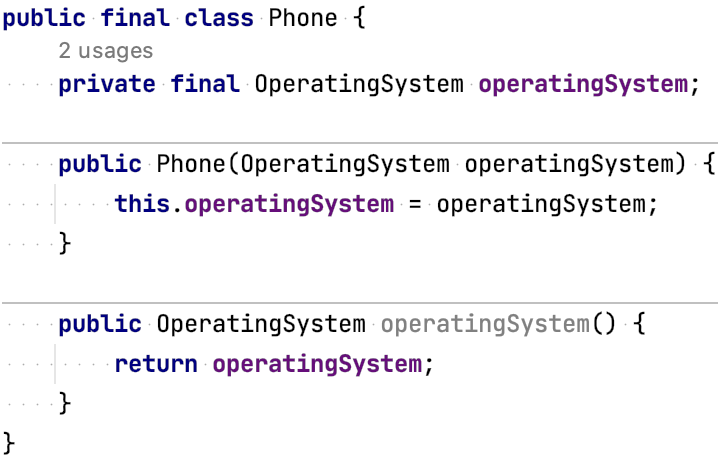 public final class Phone {
2 usages
private final OperatingSystem operatingSystem;
public Phone(OperatingSystem operatingSystem) {
this.operatingSystem = operatingSystem;
}
public OperatingSystem operatingSystem() {
return operatingSystem;
}
}